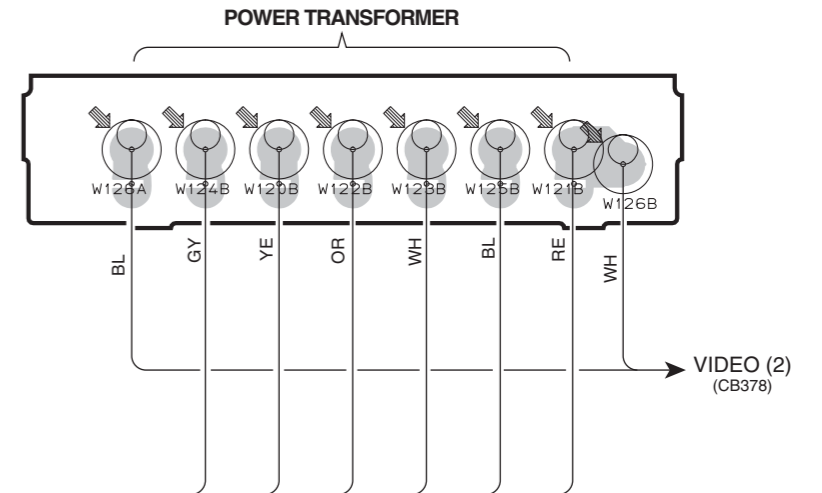 POWER TRANSFORMER
W126A W124B W120B W122B W123B W125B W121B
W126B
BL GY YE OR WH BL RE WH
VIDEO (2)
(CB378)